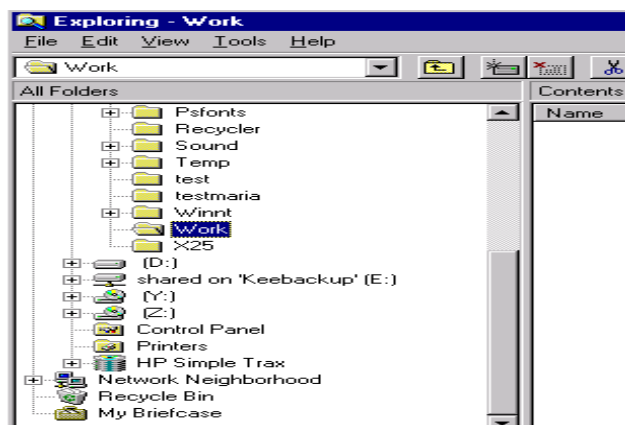 Exploring - Work
File Edit View Tools Help
Work
All Folders
Contents
Name
Psfonts
Recycler
Sound
Temp
test
testmaria
Winnt
Work
X25
(D:)
shared on 'Keebackup' (E:)
(Y:)
(Z:)
Control Panel
Printers
HP Simple Trax
Network Neighborhood
Recycle Bin
My Briefcase